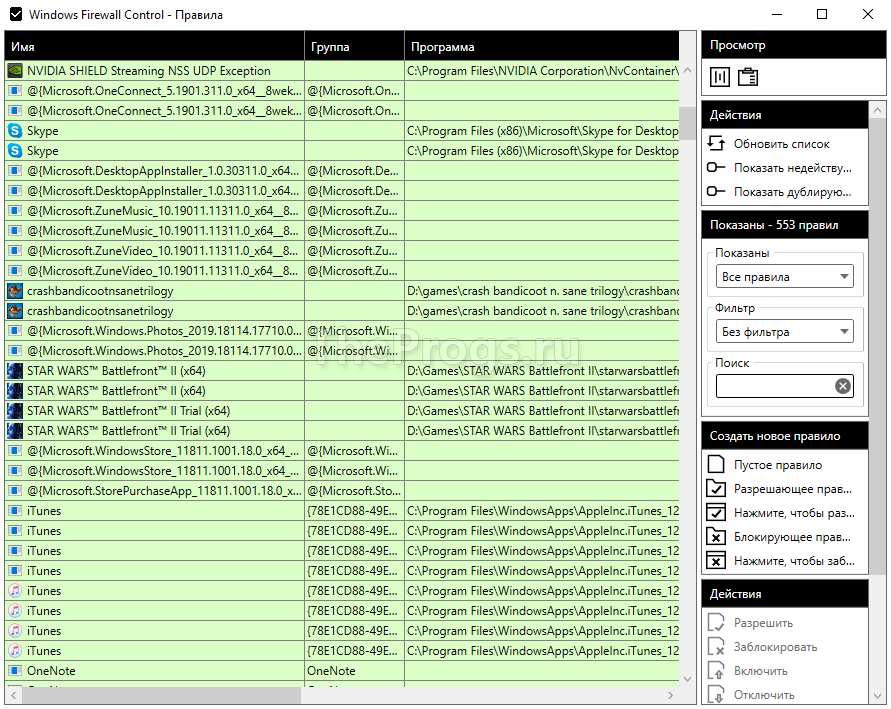 Windows Firewall Control - Правила
Имя Группа Программа
NVIDIA SHIELD Streaming NSS UDP Exception C:\Program Files\NVIDIA Corporation\NvContainer\
@{Microsoft.OneConnect_5.1901.311.0_x64__8wek... @{Microsoft.On...
@{Microsoft.OneConnect_5.1901.311.0_x64__8wek... @{Microsoft.On...
Skype C:\Program Files (x86)\Microsoft\Skype for Desktop
Skype C:\Program Files (x86)\Microsoft\Skype for Desktop
@{Microsoft.DesktopAppInstaller_1.0.30311.0_x64... @{Microsoft.De...
@{Microsoft.DesktopAppInstaller_1.0.30311.0_x64... @{Microsoft.De...
@{Microsoft.ZuneMusic_10.19011.11311.0_x64__8... @{Microsoft.Zu...
@{Microsoft.ZuneMusic_10.19011.11311.0_x64__8... @{Microsoft.Zu...
@{Microsoft.ZuneVideo_10.19011.11311.0_x64__8... @{Microsoft.Zu...
@{Microsoft.ZuneVideo_10.19011.11311.0_x64__8... @{Microsoft.Zu...
crashbandicootnsanetrilogy D:\games\crash bandicoot n. sane trilogy\crashband
crashbandicootnsanetrilogy D:\games\crash bandicoot n. sane trilogy\crashband
@{Microsoft.Windows.Photos_2019.18114.17710.0... @{Microsoft.Wi...
@{Microsoft.Windows.Photos_2019.18114.17710.0... @{Microsoft.Wi...
TheProgs.ru
STAR WARS™ Battlefront™ II (x64) D:\Games\STAR WARS Battlefront II\starwarsbattlefr
STAR WARS™ Battlefront™ II (x64) D:\Games\STAR WARS Battlefront II\starwarsbattlefr
STAR WARS™ Battlefront™ II Trial (x64) D:\Games\STAR WARS Battlefront II\starwarsbattlefr
STAR WARS™ Battlefront™ II Trial (x64) D:\Games\STAR WARS Battlefront II\starwarsbattlefr
@{Microsoft.WindowsStore_11811.1001.18.0_x64_... @{Microsoft.Wi...
@{Microsoft.WindowsStore_11811.1001.18.0_x64_... @{Microsoft.Wi...
@{Microsoft.StorePurchaseApp_11811.1001.18.0_x... @{Microsoft.Sto...
iTunes {78E1CD88-49E... C:\Program Files\WindowsApps\AppleInc.iTunes_12
iTunes {78E1CD88-49E... C:\Program Files\WindowsApps\AppleInc.iTunes_12
iTunes {78E1CD88-49E... C:\Program Files\WindowsApps\AppleInc.iTunes_12
iTunes {78E1CD88-49E... C:\Program Files\WindowsApps\AppleInc.iTunes_12
iTunes {78E1CD88-49E... C:\Program Files\WindowsApps\AppleInc.iTunes_12
iTunes {78E1CD88-49E... C:\Program Files\WindowsApps\AppleInc.iTunes_12
iTunes {78E1CD88-49E... C:\Program Files\WindowsApps\AppleInc.iTunes_12
iTunes {78E1CD88-49E... C:\Program Files\WindowsApps\AppleInc.iTunes_12
OneNote OneNote
Просмотр
Действия
Обновить список
Показать недейству...
Показать дублирую...
Показаны - 553 правил
Показаны
Все правила
Фильтр
Без фильтра
Поиск
Создать новое правило
Пустое правило
Разрешающее прав...
Нажмите, чтобы раз...
Блокирующее прав...
Нажмите, чтобы заб...
Действия
Разрешить
Заблокировать
Включить
Отключить